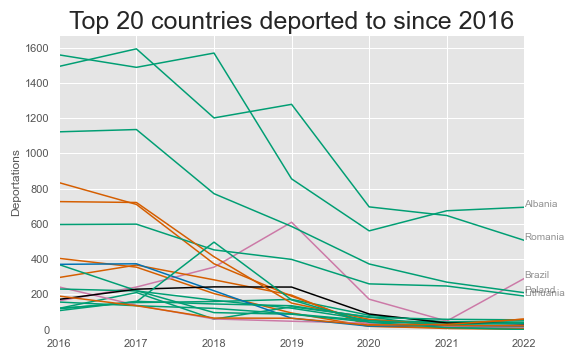 Top 20 countries deported to since 2016
1600
1400
1200
1000
800
600
400
200
0
Deportations
Albania
Romania
Brazil
Poland
Lithuania
2016
2017
2018
2019
2020
2021
2022